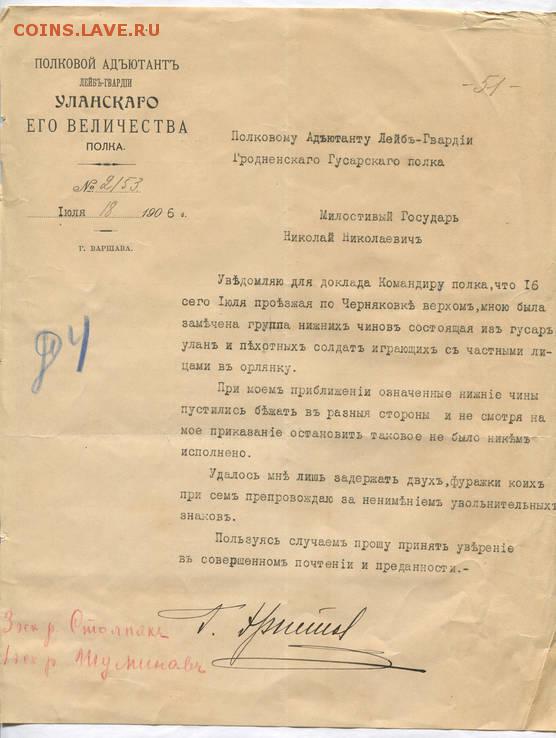 COINS.LAVE.RU
ПОЛКОВОЙ АДЪЮТАНТЪ
ЛЕЙБЪ-ГВАРДІИ
УЛАНСКАГО
ЕГО ВЕЛИЧЕСТВА
ПОЛКА.
№ 2153.
Іюля 18 1906 г.
Г. ВАРШАВА.
-51-
Полковому Адъютанту Лейбъ-Гвардіи
Гродненскаго Гусарскаго полка
Милостивый Государь
Николай Николаевичъ
Увѣдомляю для доклада Командиру полка,что 16
сего Іюля проѣзжая по Черняковкѣ верхомъ,мною была
замѣчена группа нижнихъ чиновъ состоящая изъ гусаръ
уланъ и пѣхотныхъ солдатъ играющихъ съ частными ли-
цами въ орлянку.
При моемъ приближеніи означенные нижніе чины
пустились бѣжать въ разныя стороны и не смотря на
мое приказаніе остановить таковое не было никѣмъ
исполнено.
Удалось мнѣ лишь задержать двухъ,фуражки коихъ
при семъ препровождаю за неимѣніемъ увольнительныхъ
знаковъ.
Пользуясь случаемъ прошу принять увѣреніе
въ совершенномъ почтеніи и преданности.-